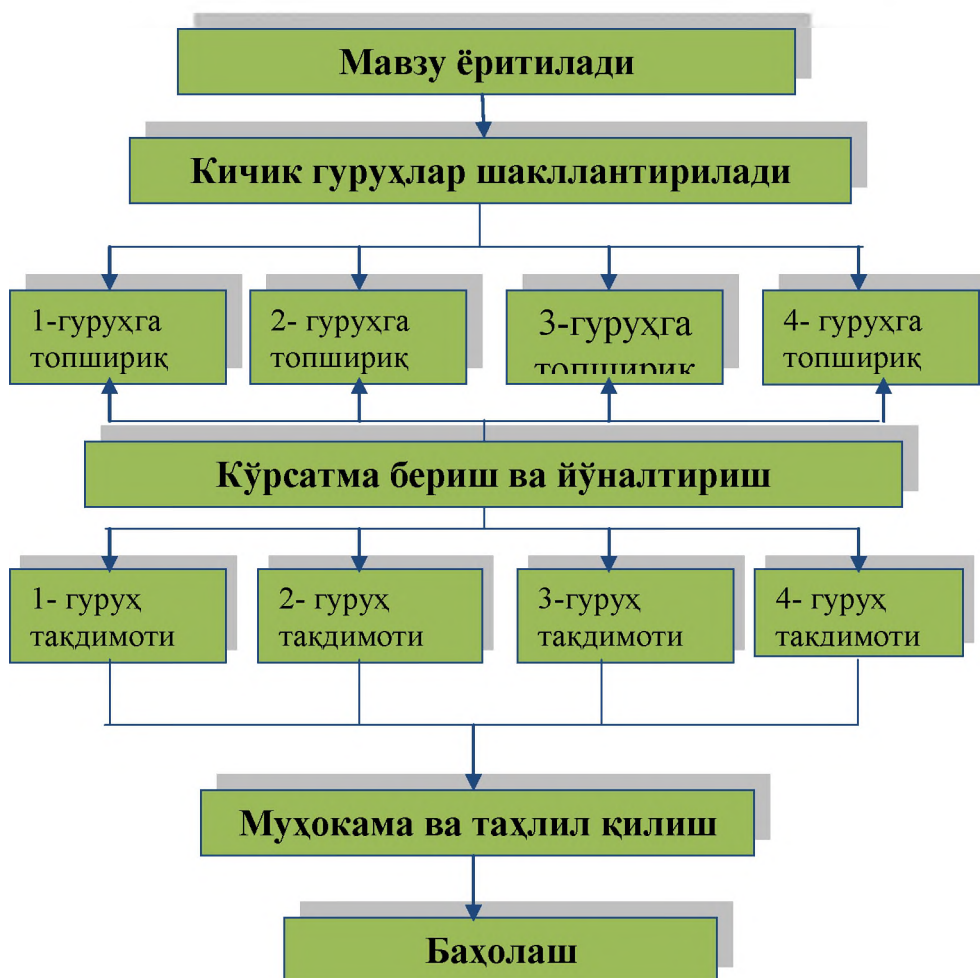 Мавзу ёритилади
Кичик гуруҳлар шакллантирилади
1-гуруҳга
топшириқ
2- гуруҳга
топшириқ
3-гуруҳга
топшириқ
4- гуруҳга
топшириқ
Кўрсатма бериш ва йўналтириш
1- гуруҳ
тақдимоти
2- гуруҳ
тақдимоти
3-гуруҳ
тақдимоти
4- гуруҳ
тақдимоти
Муҳокама ва таҳлил қилиш
Баҳолаш